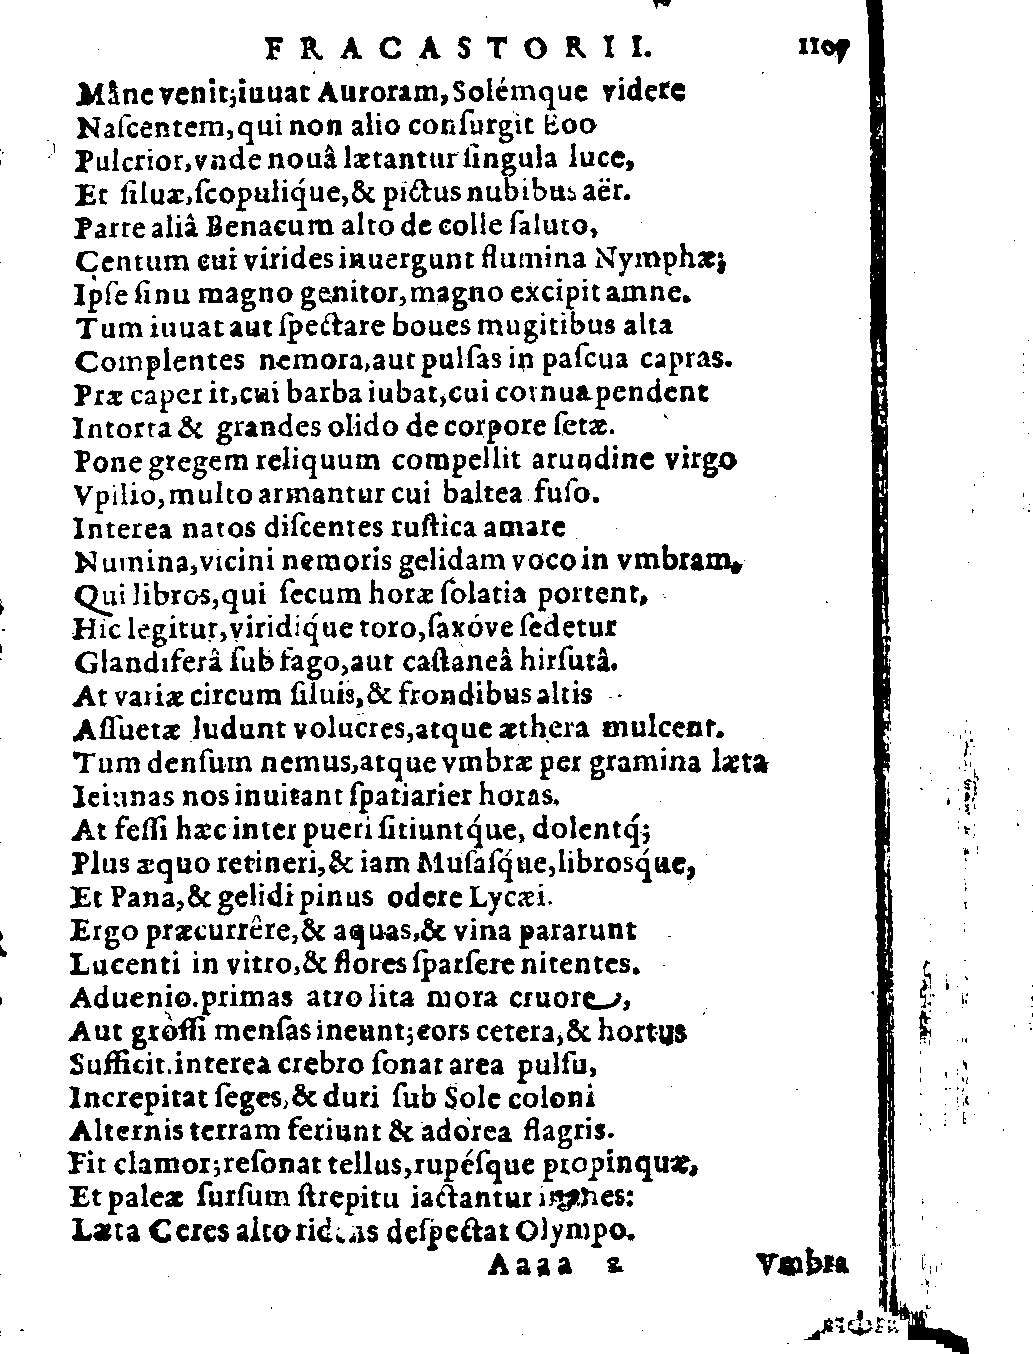 FRACASTORII. 1107
Mâne venit;iuuat Auroram,Solémque videre
Naſcentem,qui non alio conſurgit Eoo
Pulcrior,vnde nouâ lætantur ſingula luce,
Et ſiluæ,ſcopulíque,& pictus nubibus aër.
Parte aliâ Benacum alto de colle ſaluto,
Centum cui virides inuergunt flumina Nymphæ;
Ipſe ſinu magno genitor,magno excipit amne.
Tum iuuat aut ſpectare boues mugitibus alta
Complentes nemora,aut pulſas in paſcua capras.
Præ caper it,cui barba iubat,cui cornua pendent
Intorta & grandes olido de corpore ſetæ.
Pone gregem reliquum compellit arundine virgo
Vpilio,multo armantur cui baltea fuſo.
Interea natos diſcentes ruſtica amare
Numina,vicini nemoris gelidam voco in vmbram,
Qui libros,qui ſecum horæ ſolatia portent,
Hic legitur,viridíque toro,ſaxóve ſedetur
Glandiferâ ſub fago,aut caſtaneâ hirſutâ.
At variæ circum ſiluis,& frondibus altis
Aſſuetæ ludunt volucres,atque æthera mulcent.
Tum denſum nemus,atque vmbræ per gramina læta
Ieiunas nos inuitant ſpatiarier horas.
At feſſi hæc inter pueri ſitiuntq́ue, dolentq́;
Plus æquo retineri,& iam Muſáſq́ue,librosq́ue,
Et Pana,& gelidi pinus odere Lycæi.
Ergo præcurrêre,& aquas,& vina pararunt
Lucenti in vitro,& flores ſparſere nitentes.
Aduenio.primas atro lita mora cruore,
Aut groſſi menſas ineunt;cors cetera,& hortus
Sufficit.interea crebro ſonat area pulſu,
Increpitat ſeges,& duri ſub Sole coloni
Alternis terram feriunt & adorea flagris.
Fit clamor;reſonat tellus,rupéſque propinquæ,
Et paleæ ſurſum ſtrepitu iactantur inanes:
Læta Ceres alto ridens deſpectat Olympo.
Aaaa 2 Vmbra